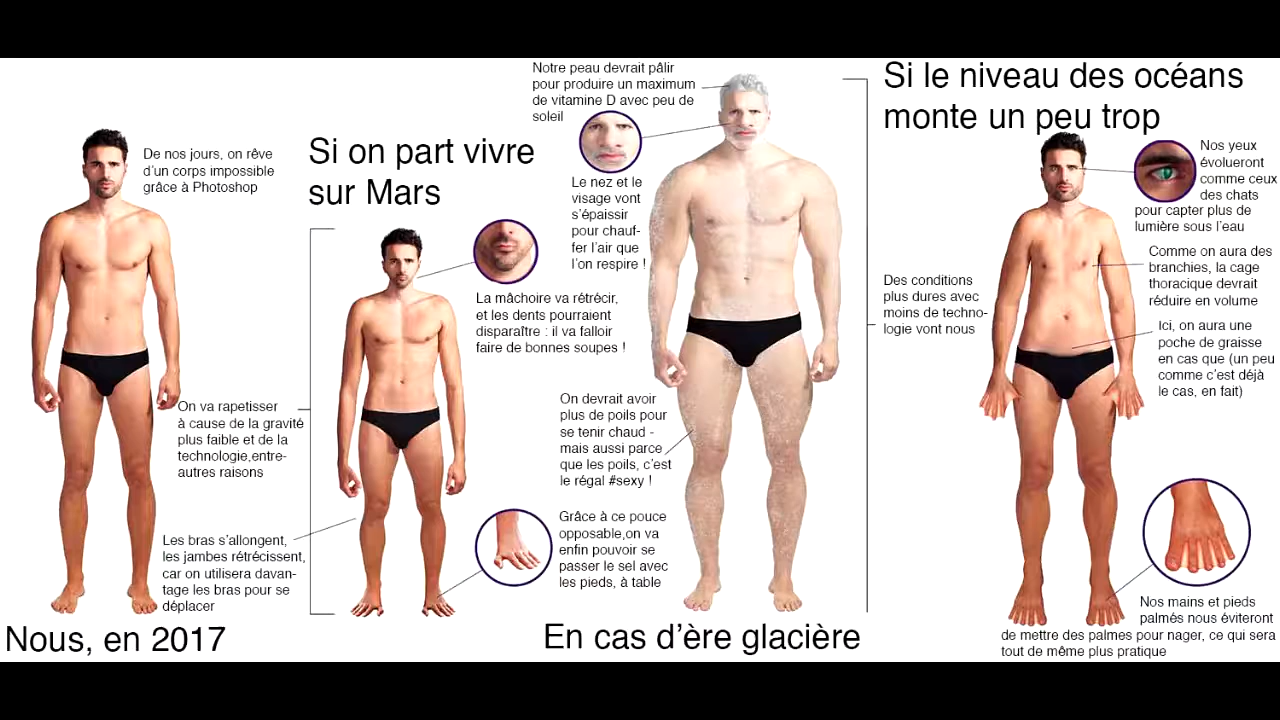 Nous, en 2017
De nos jours, on rêve
d'un corps impossible
grâce à Photoshop
Si on part vivre
sur Mars
On va rapetisser
à cause de la gravité
plus faible et de la
technologie,entre-
autres raisons
Les bras s'allongent,
les jambes rétrécissent,
car on utilisera davan-
tage les bras pour se
déplacer
La mâchoire va rétrécir,
et les dents pourraient
disparaître : il va falloir
faire de bonnes soupes !
Grâce à ce pouce
opposable,on va
enfin pouvoir se
passer le sel avec
les pieds, à table
En cas d'ère glacière
Notre peau devrait pâlir
pour produire un maximum
de vitamine D avec peu de
soleil
Le nez et le
visage vont
s'épaissir
pour chauf-
fer l'air que
l'on respire !
On devrait avoir
plus de poils pour
se tenir chaud -
mais aussi parce
que les poils, c'est
le régal #sexy !
Des conditions
plus dures avec
moins de techno-
logie vont nous
Si le niveau des océans
monte un peu trop
Nos yeux
évolueront
comme ceux
des chats
pour capter plus de
lumière sous l'eau
Comme on aura des
branchies, la cage
thoracique devrait
réduire en volume
Ici, on aura une
poche de graisse
en cas que (un peu
comme c'est déjà
le cas, en fait)
Nos mains et pieds
palmés nous éviteront
de mettre des palmes pour nager, ce qui sera
tout de même plus pratique